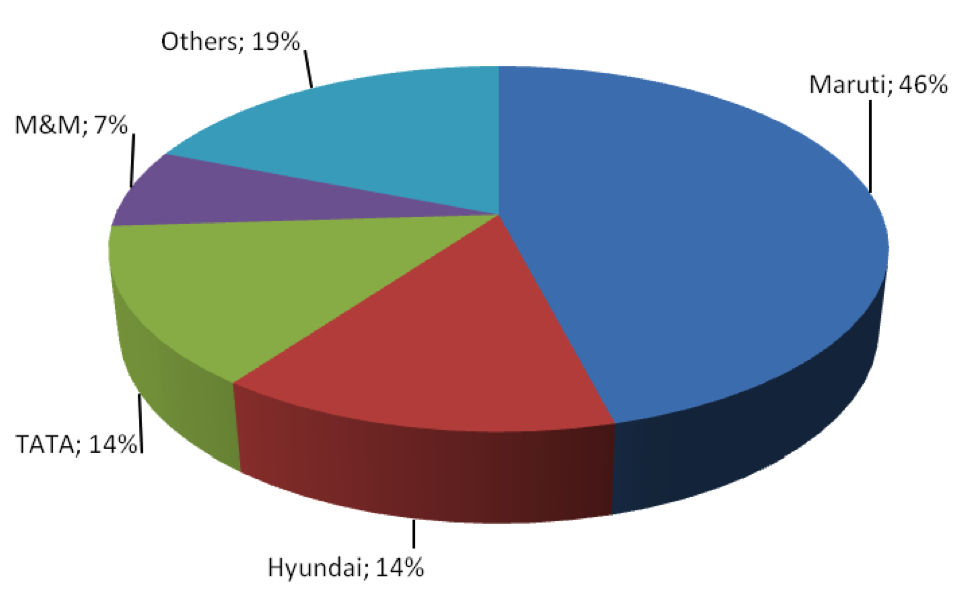 Others; 19%
Maruti; 46%
M&M; 7%
TATA; 14%
Hyundai; 14%